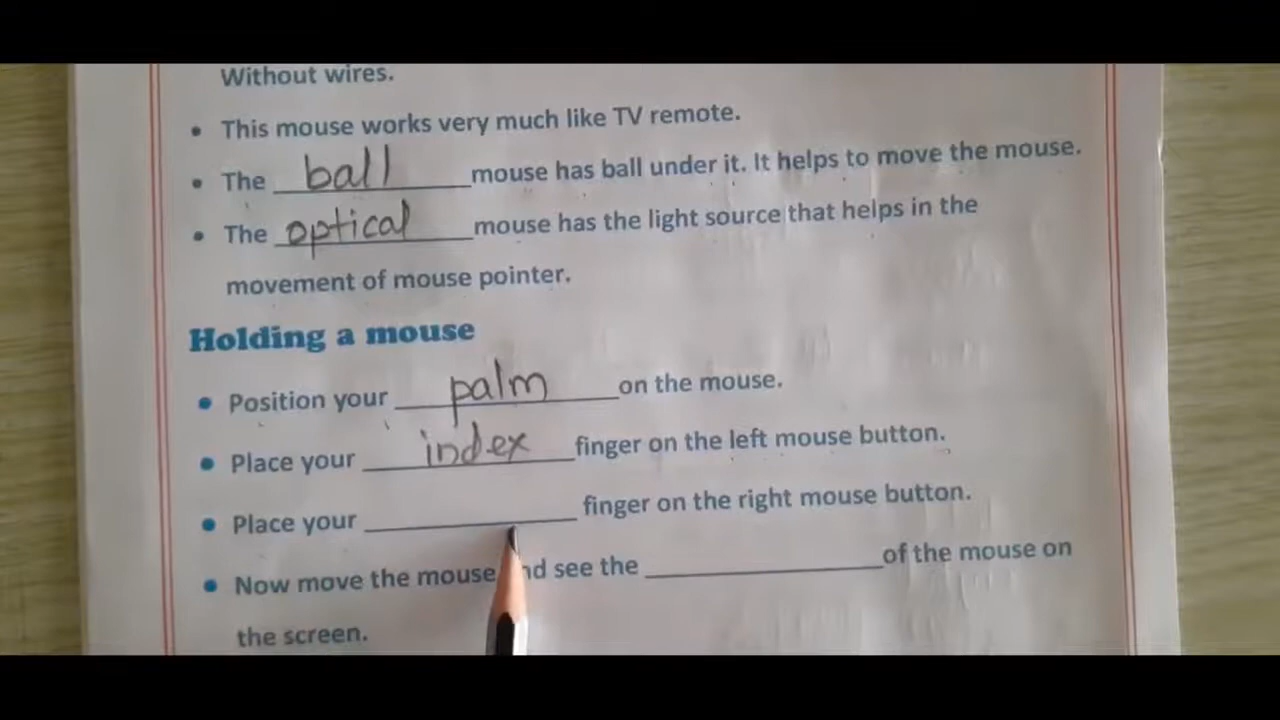 Without wires.
• This mouse works very much like TV remote.
• The ball mouse has ball under it. It helps to move the mouse.
• The optical mouse has the light source that helps in the
movement of mouse pointer.
Holding a mouse
• Position your palm on the mouse.
• Place your index finger on the left mouse button.
• Place your ____________ finger on the right mouse button.
• Now move the mouse and see the ____________ of the mouse on
the screen.